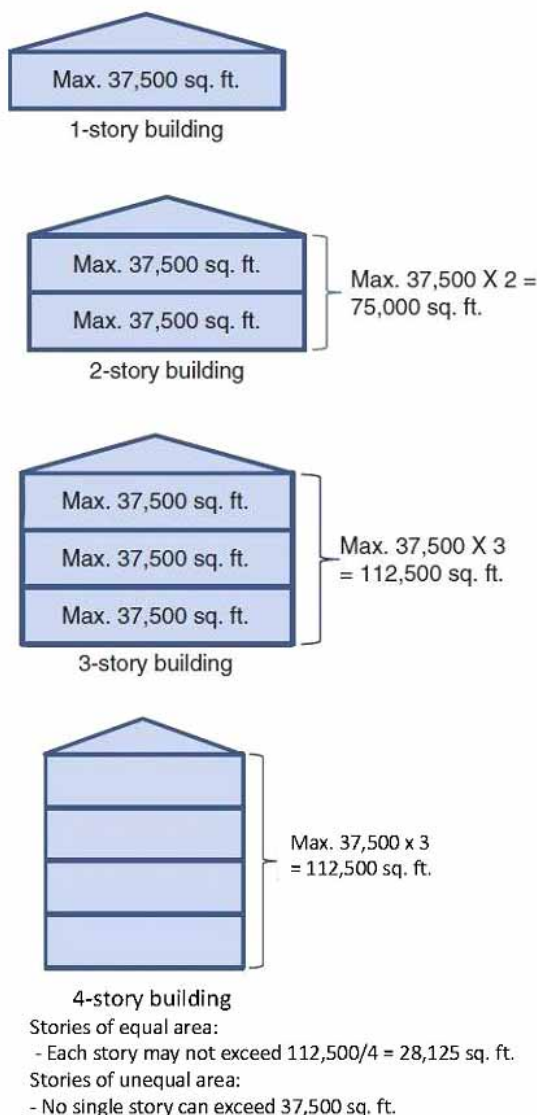 Max. 37,500 sq. ft.
1-story building
Max. 37,500 sq. ft.
Max. 37,500 sq. ft.
Max. 37,500 X 2 =
75,000 sq. ft.
2-story building
Max. 37,500 sq. ft.
Max. 37,500 sq. ft.
Max. 37,500 sq. ft.
Max. 37,500 X 3
= 112,500 sq. ft.
3-story building
Max. 37,500 x 3
= 112,500 sq. ft.
4-story building
Stories of equal area:
- Each story may not exceed 112,500/4 = 28,125 sq. ft.
Stories of unequal area:
- No single story can exceed 37,500 sq. ft.